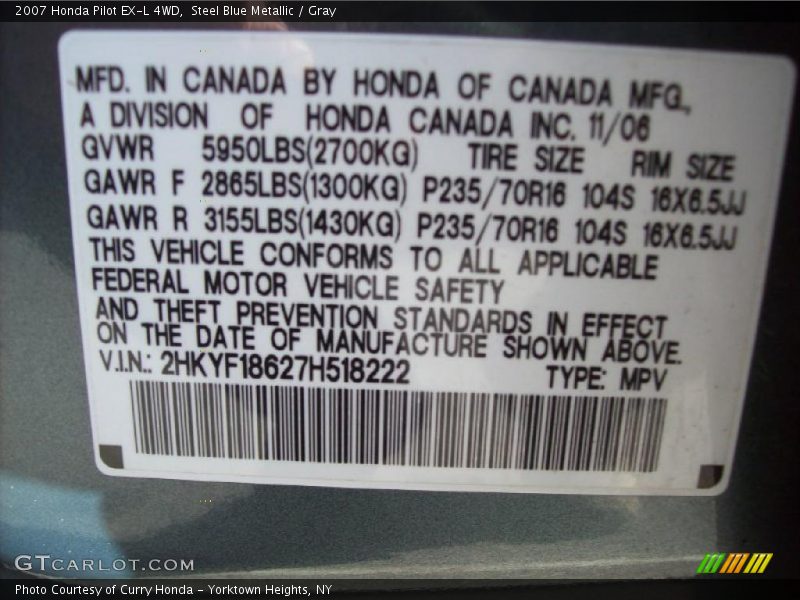 2007 Honda Pilot EX-L 4WD,  Steel Blue Metallic / Gray
MFD. IN CANADA BY HONDA OF CANADA MFG.,
A DIVISION OF HONDA CANADA INC. 11/06
GVWR 5950LBS(2700KG) TIRE SIZE RIM SIZE
GAWR F 2865LBS(1300KG) P235/70R16 104S 16X6.5JJ
GAWR R 3155LBS(1430KG) P235/70R16 104S 16X6.5JJ
THIS VEHICLE CONFORMS TO ALL APPLICABLE
FEDERAL MOTOR VEHICLE SAFETY
AND THEFT PREVENTION STANDARDS IN EFFECT
ON THE DATE OF MANUFACTURE SHOWN ABOVE.
V.I.N.: 2HKYF18627H518222 TYPE: MPV
GTCARLOT.COM
Photo Courtesy of Curry Honda - Yorktown Heights, NY